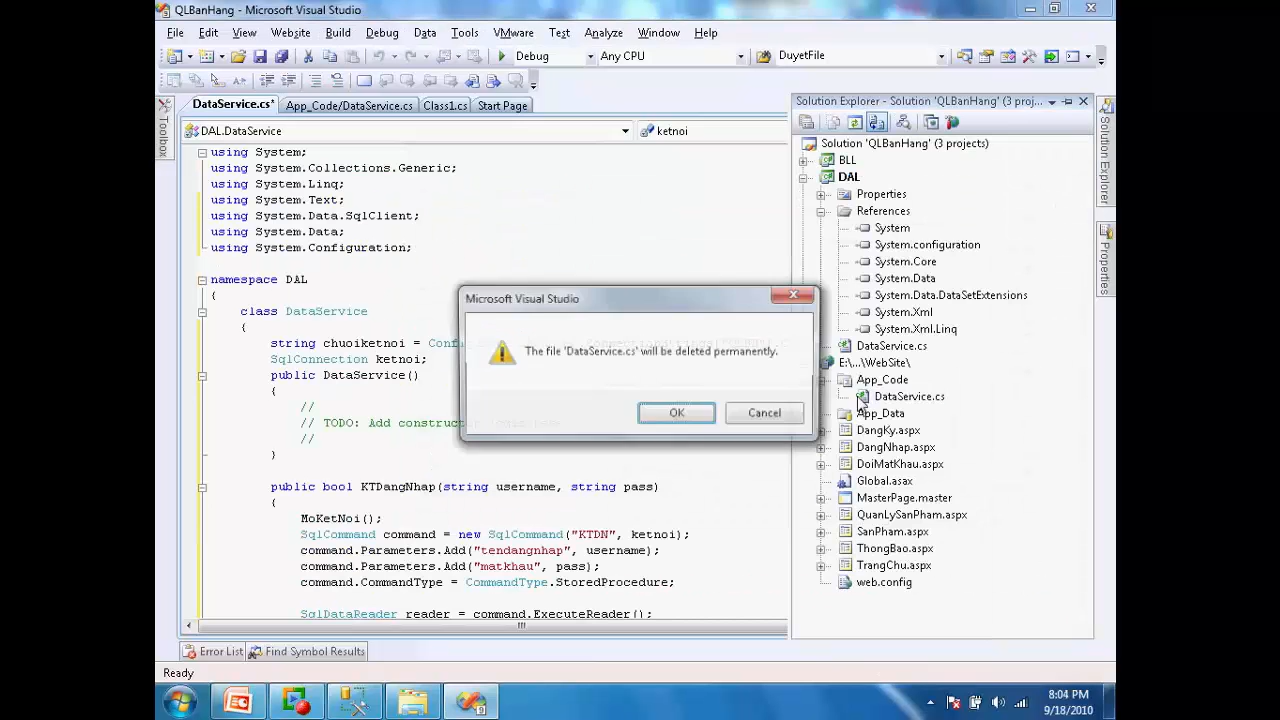 QLBanHang - Microsoft Visual Studio
File Edit View Website Build Debug Data Tools VMware Test Analyze Window Help
Debug Any CPU DuyetFile
DataService.cs* App_Code/DataService.cs Class1.cs Start Page
Solution Explorer - Solution 'QLBanHang' (3 proj...
Toolbox
DAL.DataService ketnoi
Solution Explorer
Properties
using System;
using System.Collections.Generic;
using System.Linq;
using System.Text;
using System.Data.SqlClient;
using System.Data;
using System.Configuration;
namespace DAL
{
class DataService
{
string chuoiketnoi =
SqlConnection ketnoi;
public DataService()
{
//
// TODO: Add constructor
//
}
public bool KTDangNhap(string username, string pass)
{
MoKetNoi();
SqlCommand command = new SqlCommand("KTDN", ketnoi);
command.Parameters.Add("tendangnhap", username);
command.Parameters.Add("matkhau", pass);
command.CommandType = CommandType.StoredProcedure;
SqlDataReader reader = command.ExecuteReader();
Microsoft Visual Studio
The file 'DataService.cs' will be deleted permanently.
OK Cancel
Solution 'QLBanHang' (3 projects)
BLL
DAL
Properties
References
System
System.configuration
System.Core
System.Data
System.Data.DataSetExtensions
System.Xml
System.Xml.Linq
DataService.cs
E:\...\WebSite\
App_Code
DataService.cs
App_Data
DangKy.aspx
DangNhap.aspx
DoiMatKhau.aspx
Global.asax
MasterPage.master
QuanLySanPham.aspx
SanPham.aspx
ThongBao.aspx
TrangChu.aspx
web.config
Error List Find Symbol Results
Ready
8:04 PM
9/18/2010